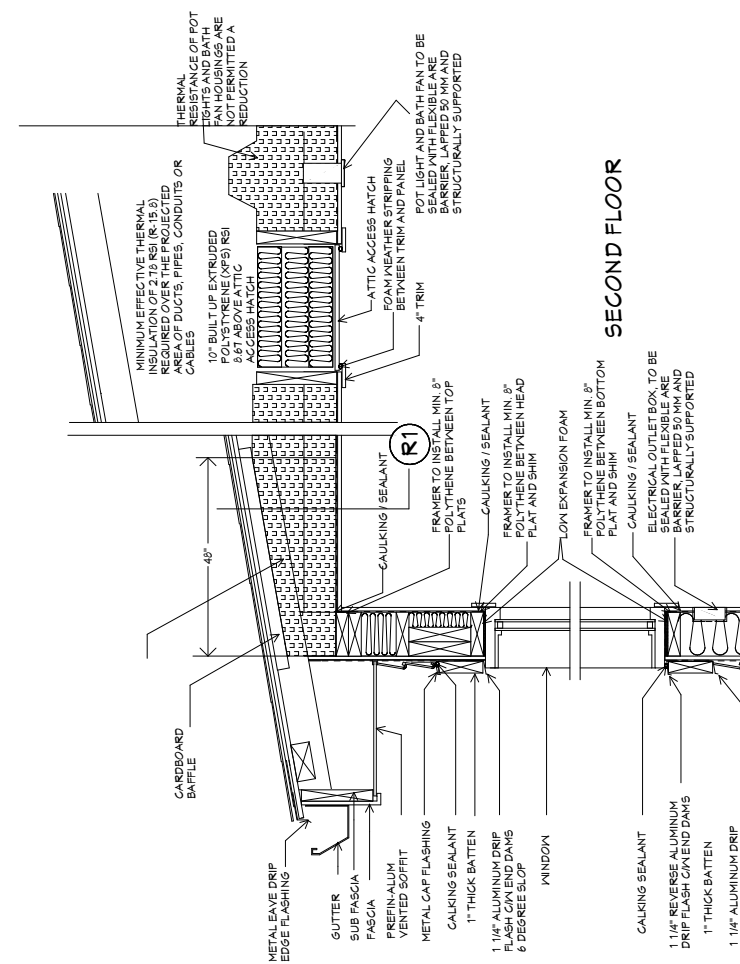 THERMAL
RESISTANCE OF POT
LIGHTS AND BATH
FAN HOUSINGS ARE
NOT PERMITTED A
REDUCTION
MINIMUM EFFECTIVE THERMAL
INSULATION OF 2.78 RSI (R-15.8)
REQUIRED OVER THE PROJECTED
AREA OF DUCTS, PIPES, CONDUITS OR
CABLES
10" BUILT UP EXTRUDED
POLYSTYRENE (XPS) RSI
8.67 ABOVE ATTIC
ACCESS HATCH
POT LIGHT AND BATH FAN TO BE
SEALED WITH FLEXIBLE ARE
BARRIER, LAPPED 50 MM AND
STRUCTURALLY SUPPORTED
ATTIC ACCESS HATCH
FOAM WEATHER STRIPPING
BETWEEN TRIM AND PANEL
4" TRIM
SECOND FLOOR
R1
48"
CAULKING / SEALANT
FRAMER TO INSTALL MIN. 8"
POLYTHENE BETWEEN TOP
PLATS
CAULKING / SEALANT
FRAMER TO INSTALL MIN. 8"
POLYTHENE BETWEEN HEAD
PLAT AND SHIM
LOW EXPANSION FOAM
FRAMER TO INSTALL MIN. 8"
POLYTHENE BETWEEN BOTTOM
PLAT AND SHIM
CAULKING / SEALANT
ELECTRICAL OUTLET BOX, TO BE
SEALED WITH FLEXIBLE ARE
BARRIER, LAPPED 50 MM AND
STRUCTURALLY SUPPORTED
CARDBOARD
BAFFLE
METAL EAVE DRIP
EDGE FLASHING
GUTTER
SUB FASCIA
FASCIA
PREFIN-ALUM
VENTED SOFFIT
METAL CAP FLASHING
CALKING SEALANT
1" THICK BATTEN
1 1/4" ALUMINUM DRIP
FLASH C/W END DAMS
6 DEGREE SLOP
WINDOW
CALKING SEALANT
1 1/4" REVERSE ALUMINUM
DRIP FLASH C/W END DAMS
1" THICK BATTEN
1 1/4" ALUMINUM DRIP